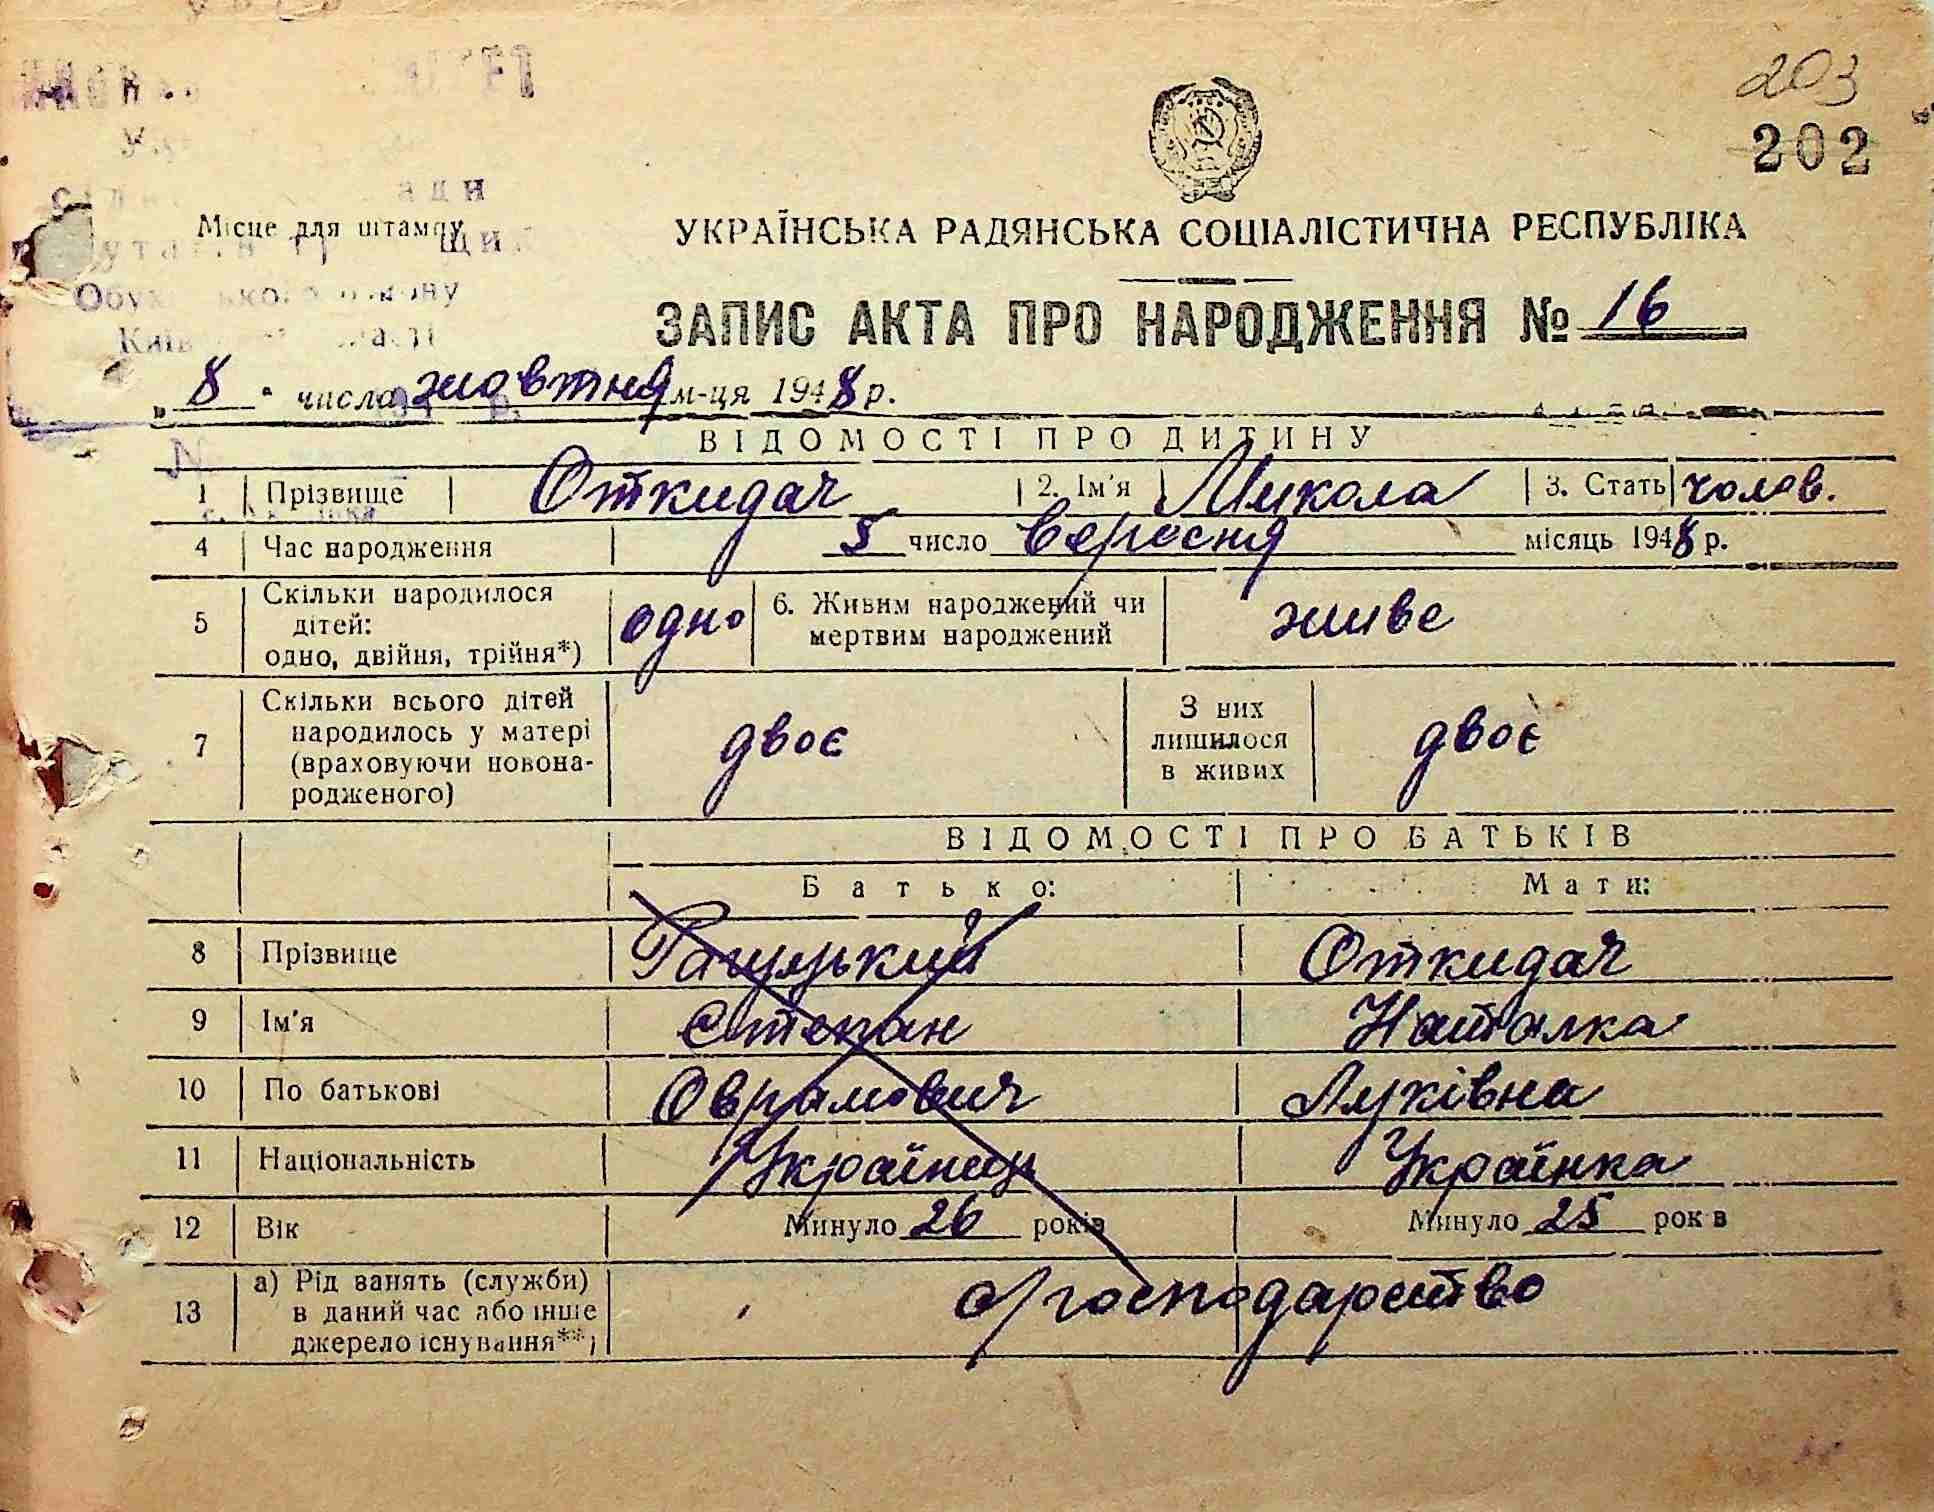 203
202
Місце для штампу
УКРАЇНСЬКА РАДЯНСЬКА СОЦІАЛІСТИЧНА РЕСПУБЛІКА
ЗАПИС АКТА ПРО НАРОДЖЕННЯ № 16
„8“ числа жовтня м-ця 1948 р.
ВІДОМОСТІ ПРО ДИТИНУ
1 Прізвище Откидач 2. Ім'я Микола 3. Стать чолов.
4 Час народження 5 число вересня місяць 1948 р.
5 Скільки народилося дітей: одно, двійня, трійня*) одно 6. Живим народжений чи мертвим народжений живе
7 Скільки всього дітей народилось у матері (враховуючи новонародженого) двоє З них лишилося в живих двоє
ВІДОМОСТІ ПРО БАТЬКІВ
Батько: Мати:
8 Прізвище Откидач
9 Ім'я Степан Наталка
10 По батькові Оврамович Луківна
11 Національність Українець Українка
12 Вік Минуло 26 років Минуло 25 років
13 а) Рід занять (служби) в даний час або інше джерело існування**) с/господарство